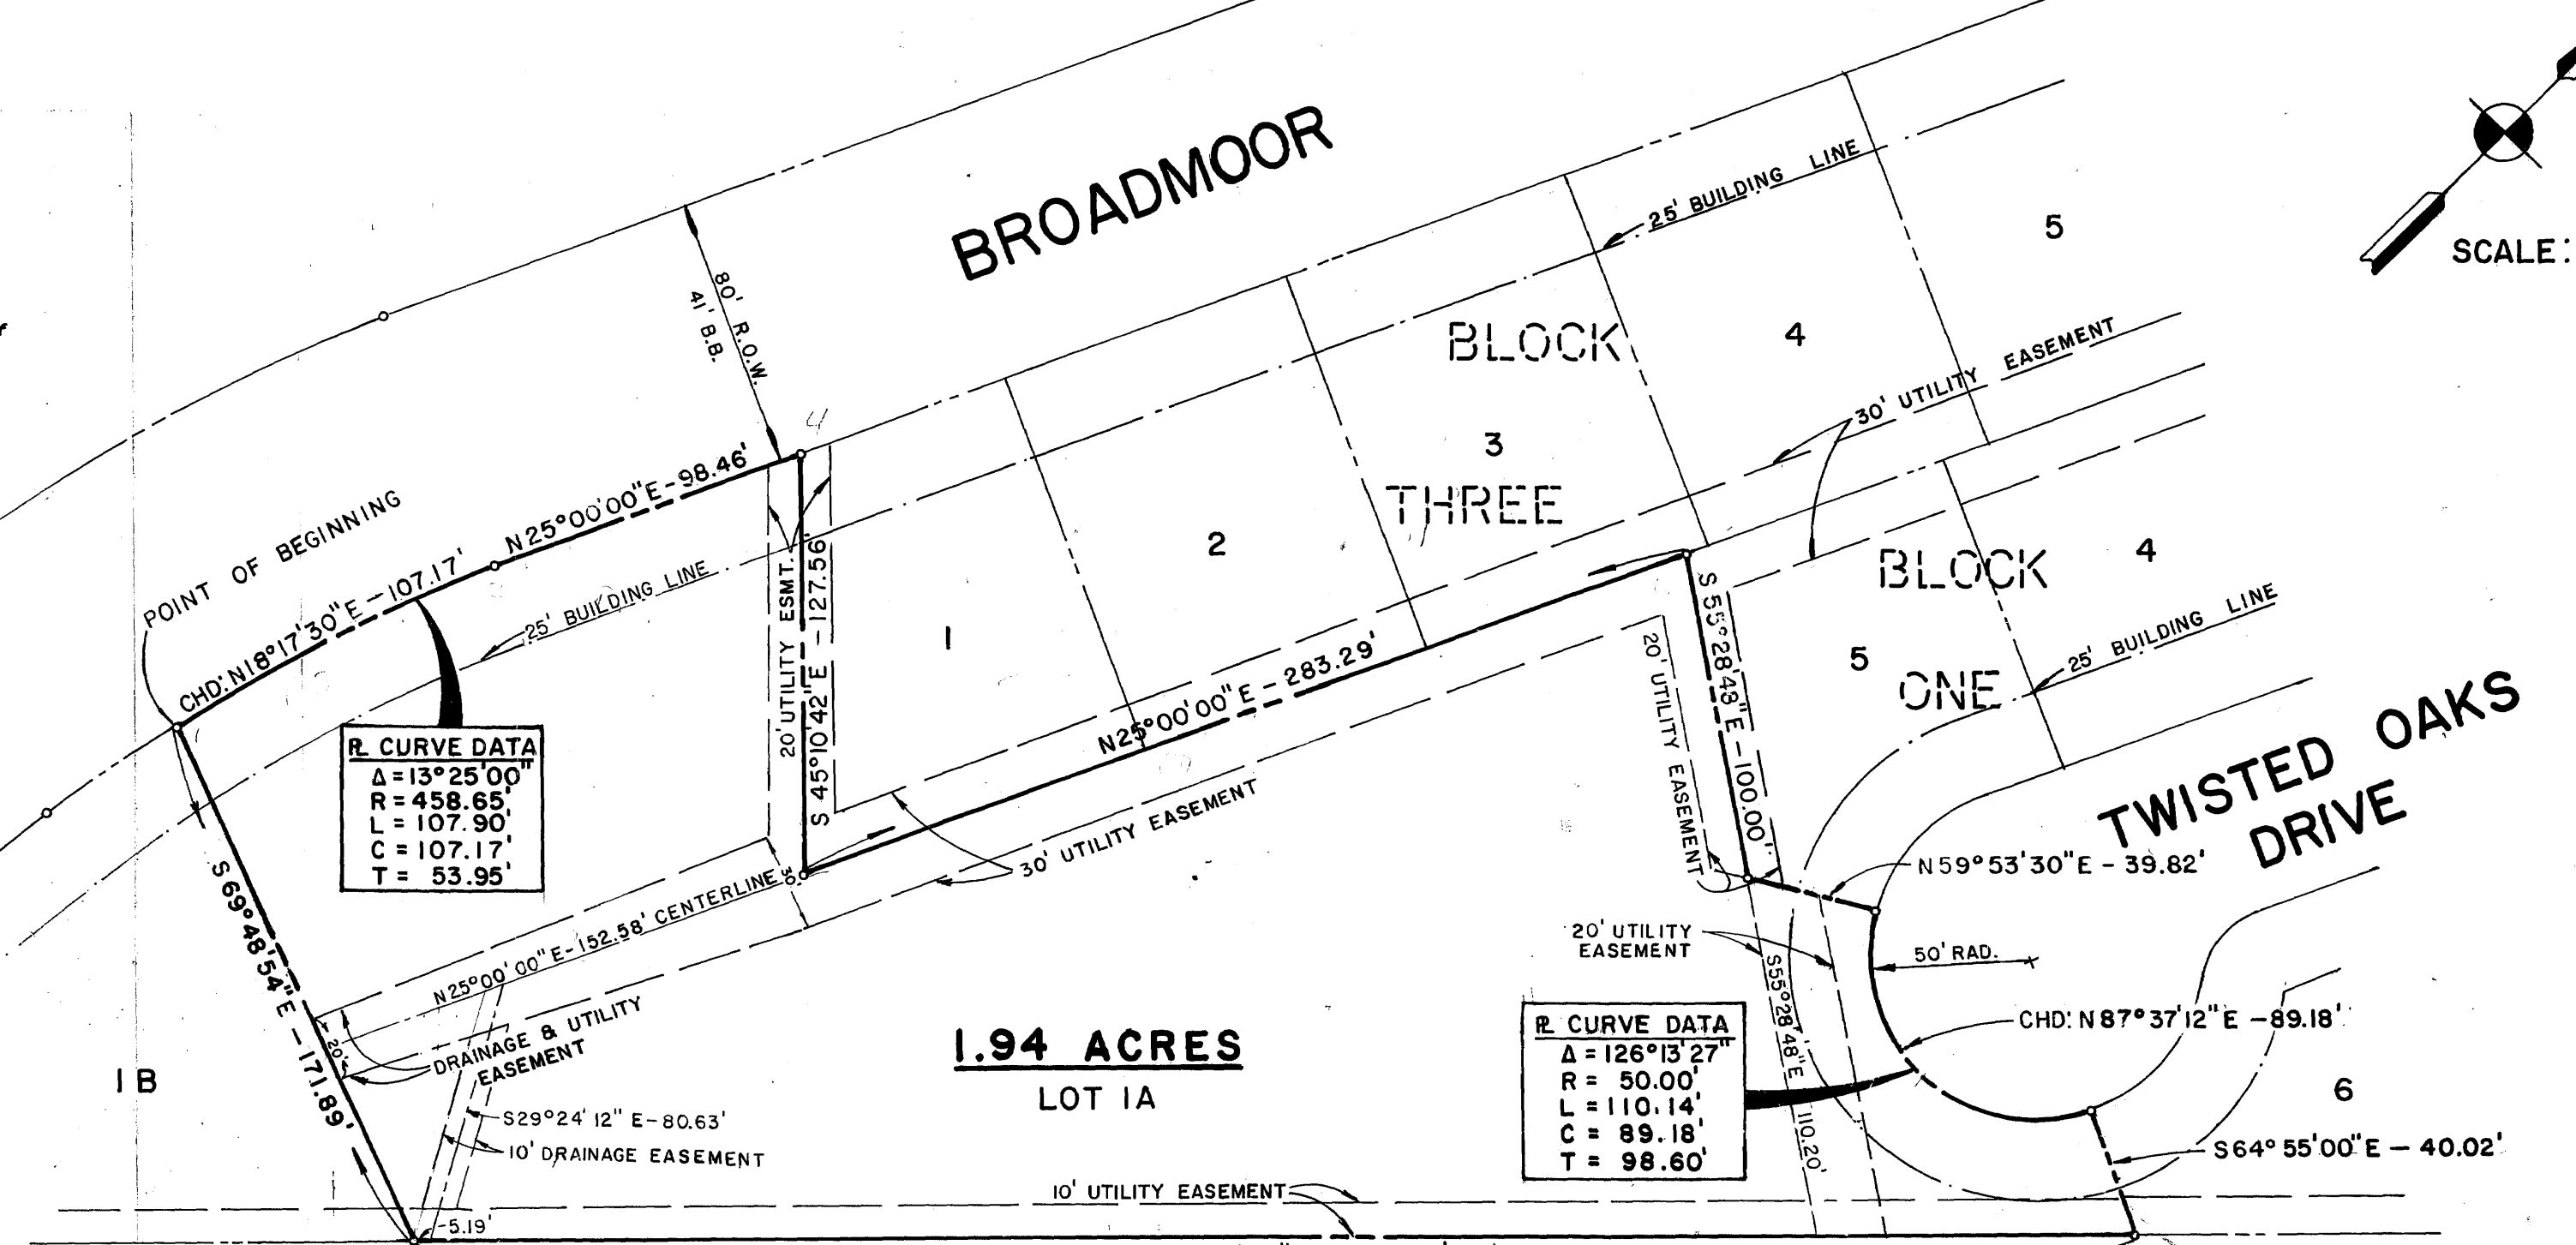 BROADMOOR
25' BUILDING LINE
5
SCALE:
80' R.O.W.
41' B.B.
BLOCK
4
30' UTILITY EASEMENT
4
3
THREE
2
1
POINT OF BEGINNING
CHD: N18°17'30"E - 107.17'
N25°00'00"E - 98.46'
25' BUILDING LINE
20' UTILITY ESMT.
S 45°10'42"E - 127.56'
℞ CURVE DATA
Δ = 13°25'00"
R = 458.65'
L = 107.90'
C = 107.17'
T = 53.95'
N25°00'00"E - 283.29'
30' UTILITY EASEMENT
S 55°28'48"E - 100.00'
20' UTILITY EASEMENT
BLOCK
4
5
ONE
25' BUILDING LINE
TWISTED OAKS
DRIVE
N59°53'30"E - 39.82'
20' UTILITY
EASEMENT
50' RAD.
S55°28'48"E
110.20'
CHD: N87°37'12"E - 89.18'
℞ CURVE DATA
Δ = 126°13'27"
R = 50.00'
L = 110.14'
C = 89.18'
T = 98.60'
6
S64°55'00"E - 40.02'
S69°48'54"E - 171.89'
N25°00'00"E - 152.58' CENTERLINE
20'
DRAINAGE & UTILITY
EASEMENT
1B
1.94 ACRES
LOT 1A
S29°24'12" E - 80.63'
10' DRAINAGE EASEMENT
10' UTILITY EASEMENT
5.19'